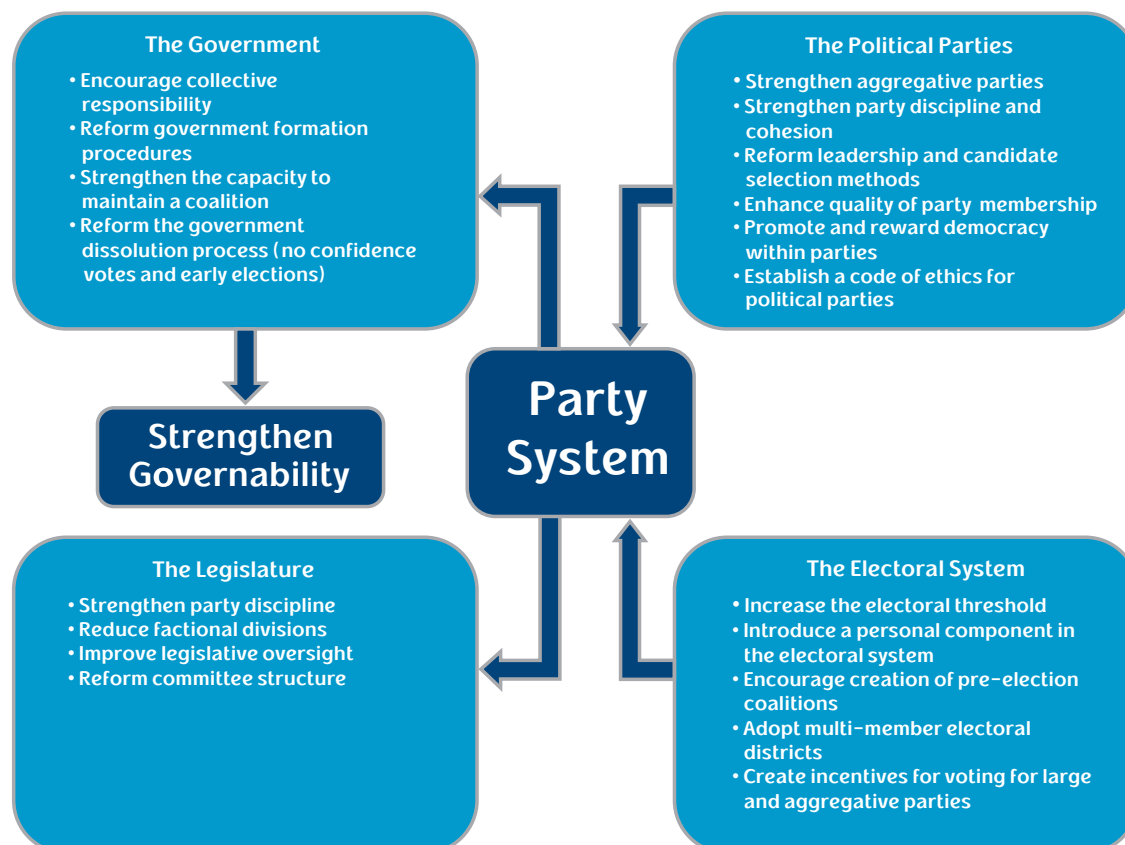 The Government
• Encourage collective
responsibility
• Reform government formation
procedures
• Strengthen the capacity to
maintain a coalition
• Reform the government
dissolution process (no confidence
votes and early elections)
The Political Parties
• Strengthen aggregative parties
• Strengthen party discipline and
cohesion
• Reform leadership and candidate
selection methods
• Enhance quality of party membership
• Promote and reward democracy
within parties
• Establish a code of ethics for
political parties
Party
System
Strengthen
Governability
The Legislature
• Strengthen party discipline
• Reduce factional divisions
• Improve legislative oversight
• Reform committee structure
The Electoral System
• Increase the electoral threshold
• Introduce a personal component in
the electoral system
• Encourage creation of pre-election
coalitions
• Adopt multi-member electoral
districts
• Create incentives for voting for large
and aggregative parties